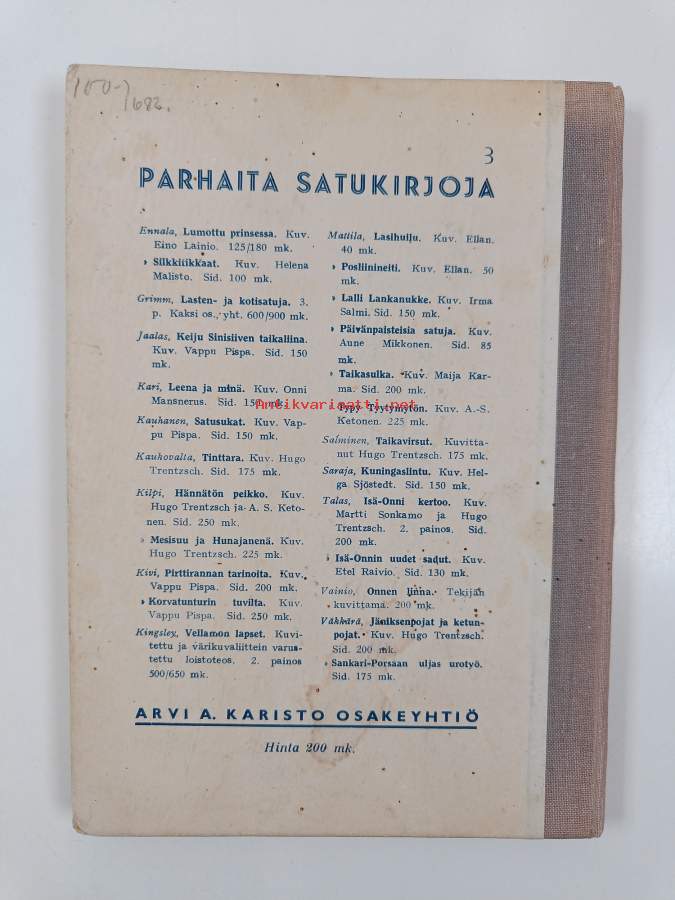 100-
682.
3
PARHAITA SATUKIRJOJA
Ennala, Lumottu prinsessa. Kuv.
Eino Lainio. 125/180 mk.
» Silkkitikkaat. Kuv. Helena
Malisto. Sid. 100 mk.
Grimm, Lasten- ja kotisatuja. 3.
p. Kaksi os., yht. 600/900 mk.
Jaalas, Keiju Sinisiiven taikaliina.
Kuv. Vappu Pispa. Sid. 150
mk.
Kari, Leena ja minä. Kuv. Onni
Mansnerus. Sid. 150 mk.
Kauhanen, Satusukat. Kuv. Vap-
pu Pispa. Sid. 150 mk.
Kauhovalta, Tinttara. Kuv. Hugo
Trentzsch. Sid. 175 mk.
Kilpi, Hännätön peikko. Kuv.
Hugo Trentzsch ja A. S. Keto-
nen. Sid. 250 mk.
» Mesisuu ja Hunajanenä. Kuv.
Hugo Trentzsch. 225 mk.
Kivi, Pirttirannan tarinoita. Kuv.
Vappu Pispa. Sid. 200 mk.
» Korvatunturin tuvilta. Kuv.
Vappu Pispa. Sid. 250 mk.
Kingsley, Vellamon lapset. Kuvi-
tettu ja värikuvaliittein varus-
tettu loistoteos. 2. painos
500/650 mk.
Mattila, Lasihuilu. Kuv. Ellan.
40 mk.
» Posliinineiti. Kuv. Ellan. 50
mk.
» Lalli Lankanukke. Kuv. Irma
Salmi. Sid. 150 mk.
» Päivänpaisteisia satuja. Kuv.
Aune Mikkonen. Sid. 85
mk.
» Taikasulka. Kuv. Maija Kar-
ma. Sid. 200 mk.
» Typy Tyytymytön. Kuv. A.-S.
Ketonen. 225 mk.
Salminen, Taikavirsut. Kuvitta-
nut Hugo Trentzsch. 175 mk.
Saraja, Kuningaslintu. Kuv. Hel-
ga Sjöstedt. Sid. 150 mk.
Talas, Isä-Onni kertoo. Kuv.
Martti Sonkamo ja Hugo
Trentzsch. 2. painos. Sid.
200 mk.
» Isä-Onnin uudet sadut. Kuv.
Etel Raivio. Sid. 130 mk.
Vainio, Onnen linna. Tekijän
kuvittama. 200 mk.
Vähkärä, Jäniksenpojat ja ketun-
pojat. Kuv. Hugo Trentzsch.
Sid. 200 mk.
» Sankari-Porsaan uljas urotyö.
Sid. 175 mk.
Antikvariaatti.net
ARVI A. KARISTO OSAKEYHTIÖ
Hinta 200 mk.